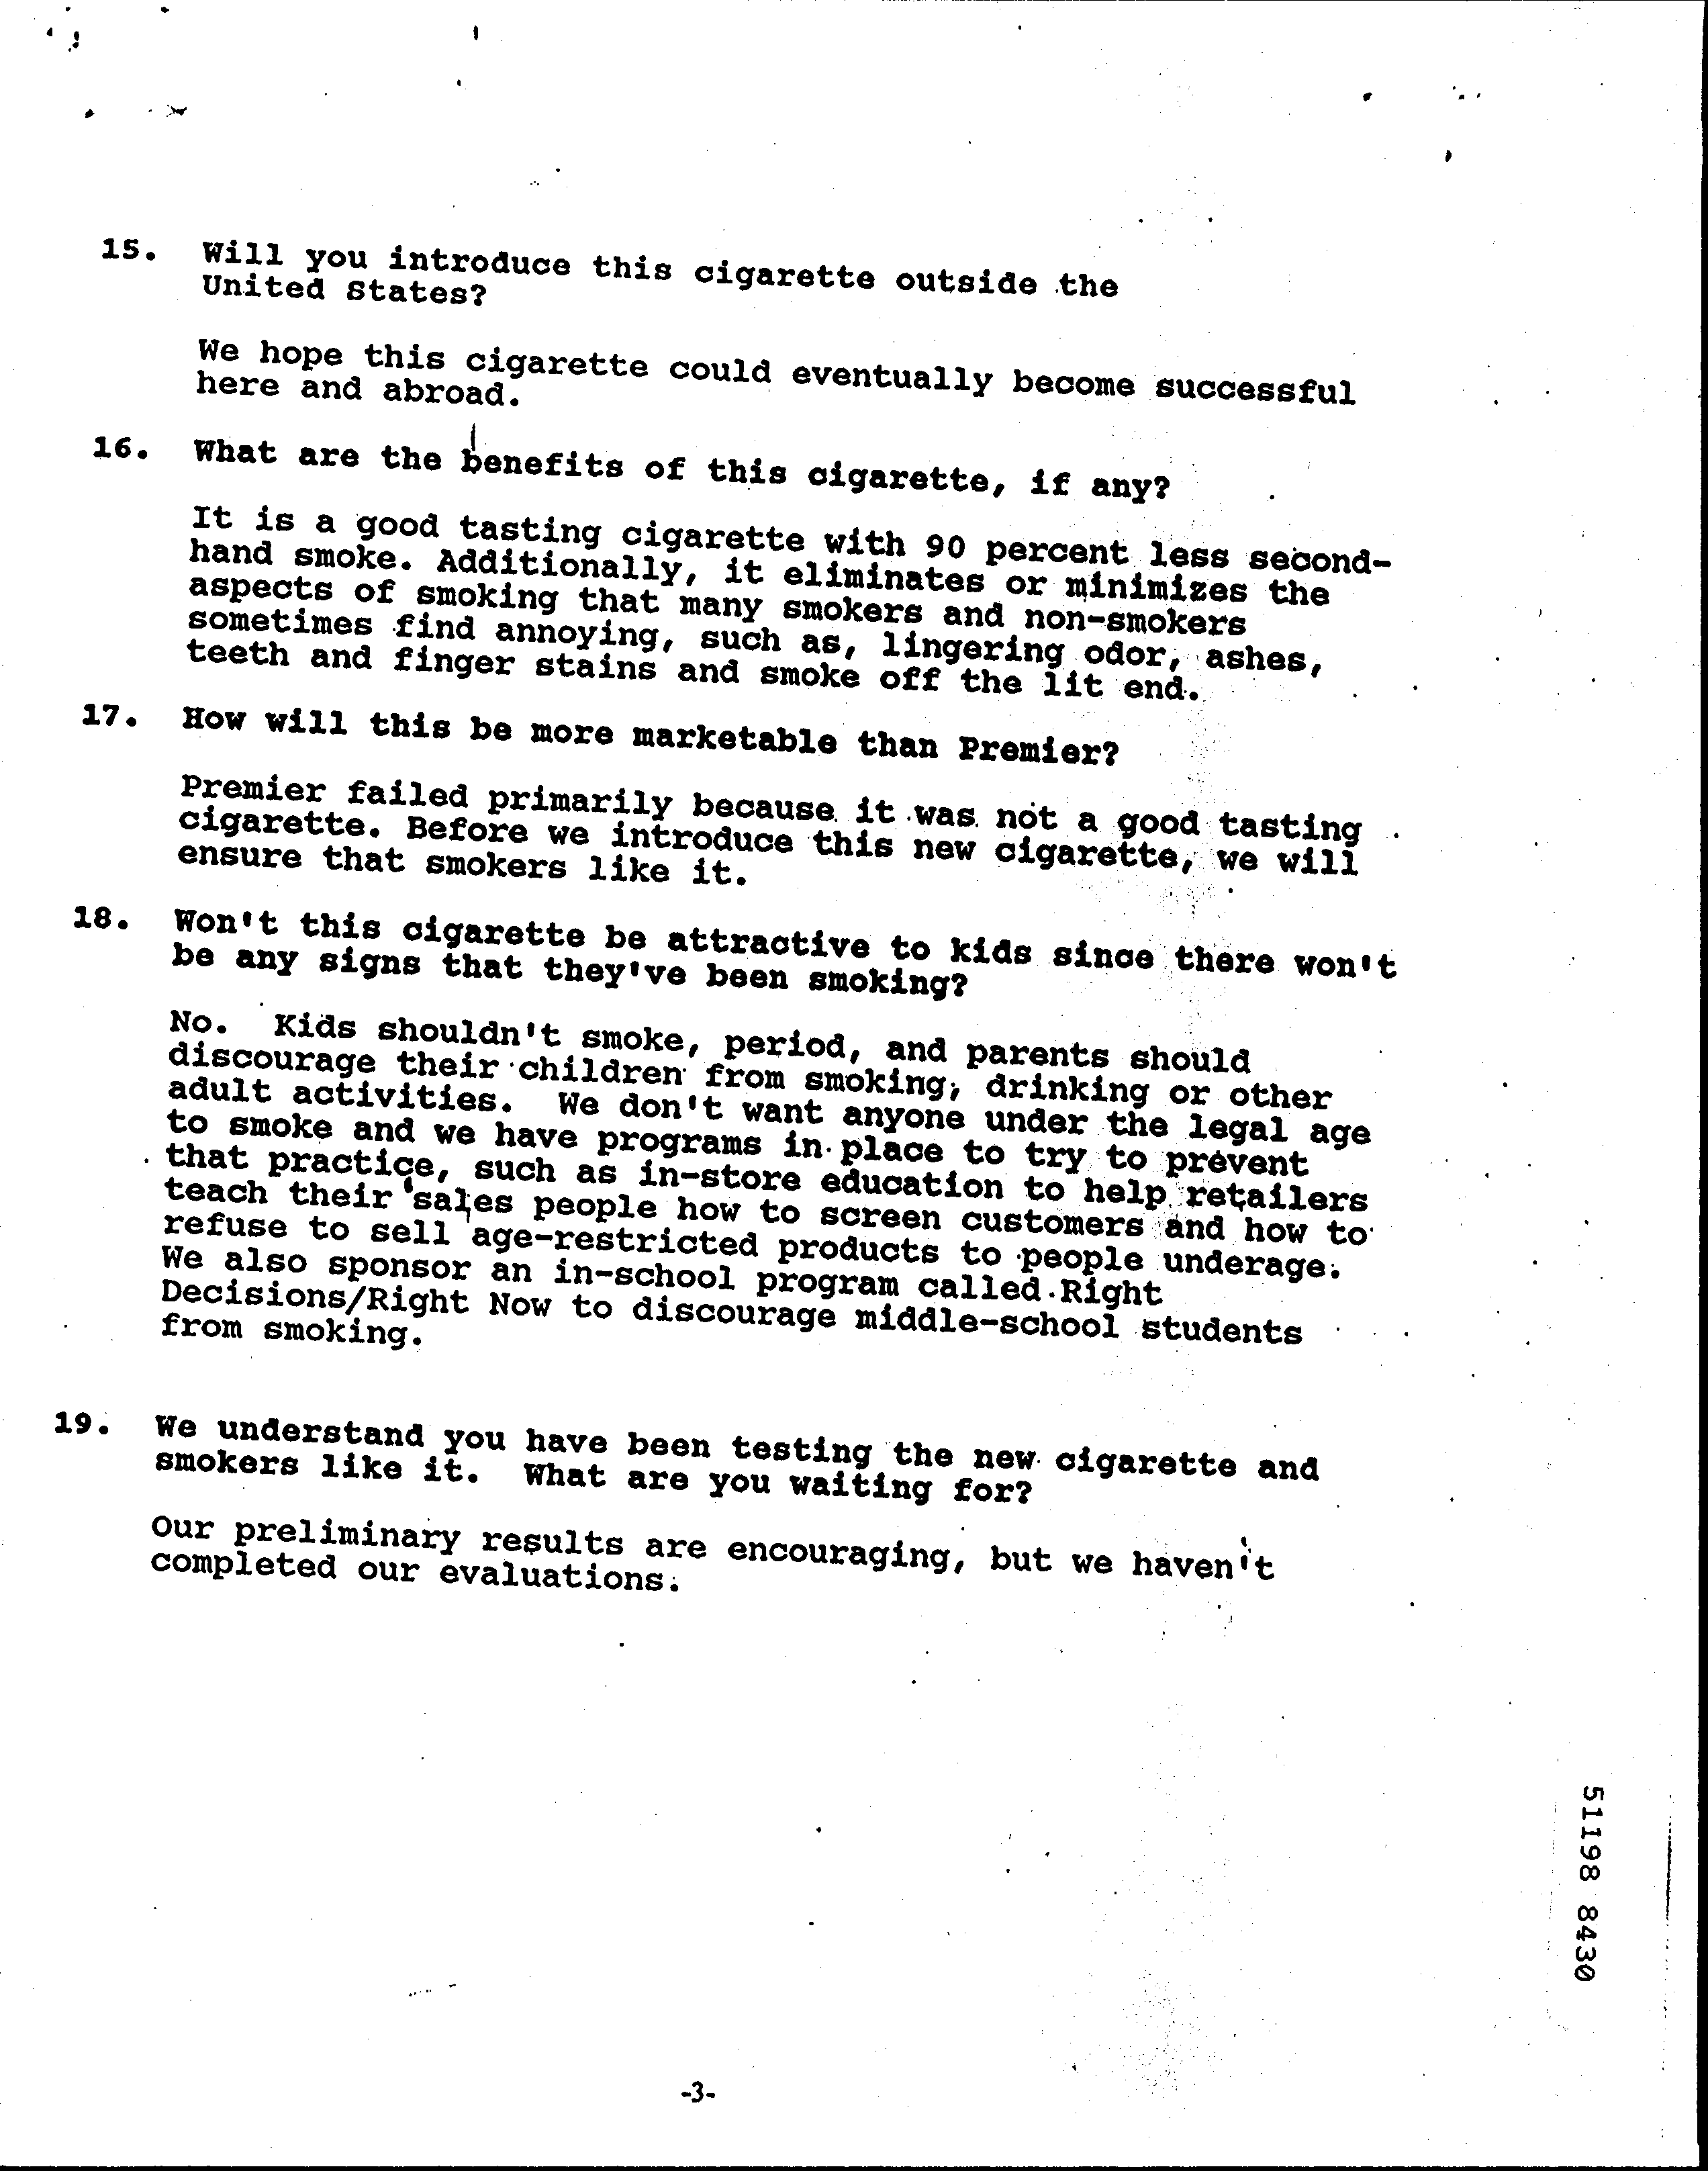 15. Will you introduce this cigarette outside the
United States?
We hope this cigarette could eventually become successful
here and abroad.
16. What are the benefits of this cigarette, if any?
It is a good tasting cigarette with 90 percent less second-
hand smoke. Additionally, it eliminates or minimizes the
aspects of smoking that many smokers and non-smokers
sometimes find annoying, such as, lingering odor, ashes,
teeth and finger stains and smoke off the lit end.
17. How will this be more marketable than Premier?
Premier failed primarily because it was not a good tasting
cigarette. Before we introduce this new cigarette, we will
ensure that smokers like it.
18. Won't this cigarette be attractive to kids since there won't
be any signs that they've been smoking?
No. Kids shouldn't smoke, period, and parents should
discourage their children from smoking, drinking or other
adult activities. We don't want anyone under the legal age
to smoke and we have programs in place to try to prevent
that practice, such as in-store education to help retailers
teach their sales people how to screen customers and how to
refuse to sell age-restricted products to people underage.
We also sponsor an in-school program called Right
Decisions/Right Now to discourage middle-school students
from smoking.
19. We understand you have been testing the new cigarette and
smokers like it. What are you waiting for?
Our preliminary results are encouraging, but we haven't
completed our evaluations.
51198 8430
-3-